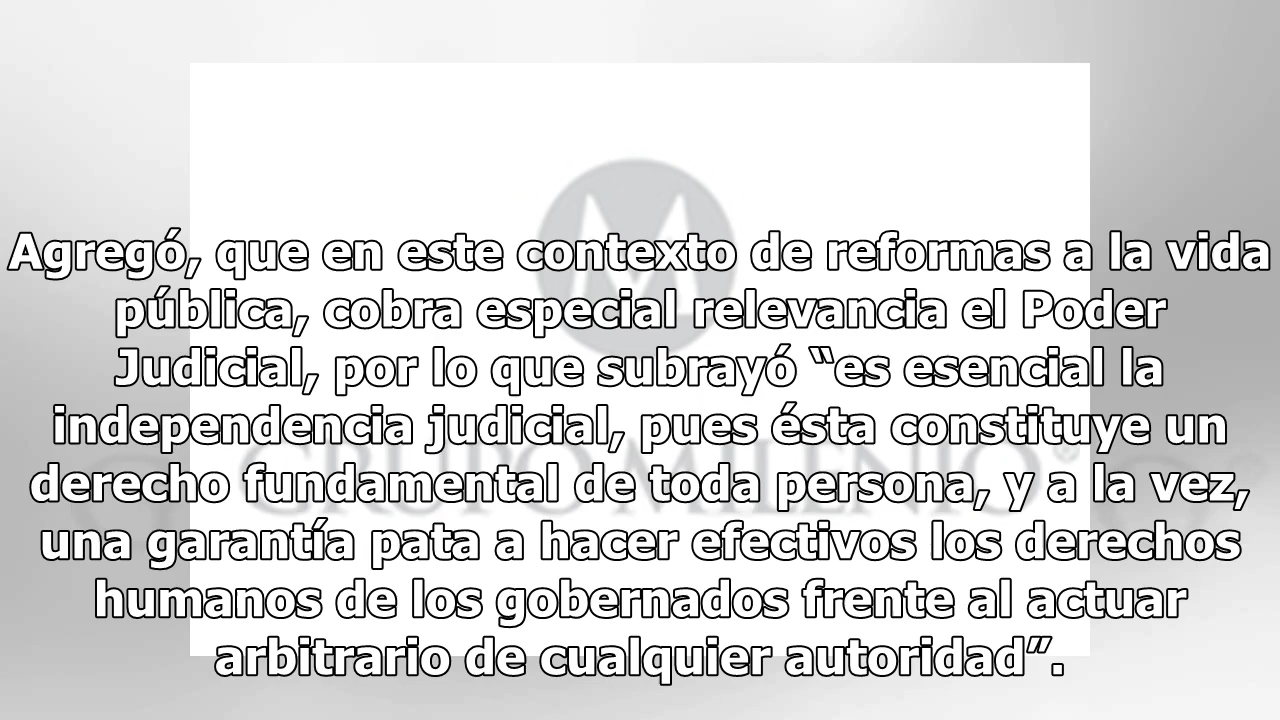 M
Agregó, que en este contexto de reformas a la vida
pública, cobra especial relevancia el Poder
Judicial, por lo que subrayó “es esencial la
independencia judicial, pues ésta constituye un
derecho fundamental de toda persona, y a la vez,
GRUPO MILENIO®
una garantía pata a hacer efectivos los derechos
humanos de los gobernados frente al actuar
arbitrario de cualquier autoridad”.